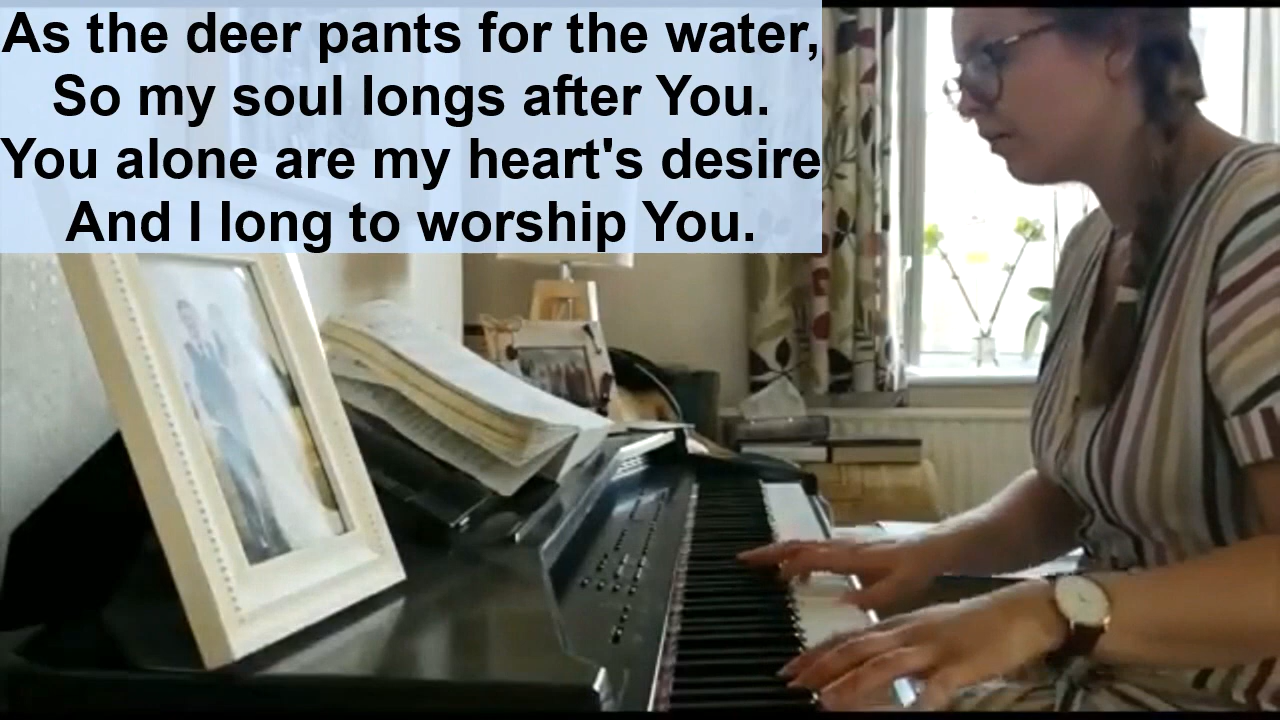 As the deer pants for the water,
So my soul longs after You.
You alone are my heart's desire
And I long to worship You.